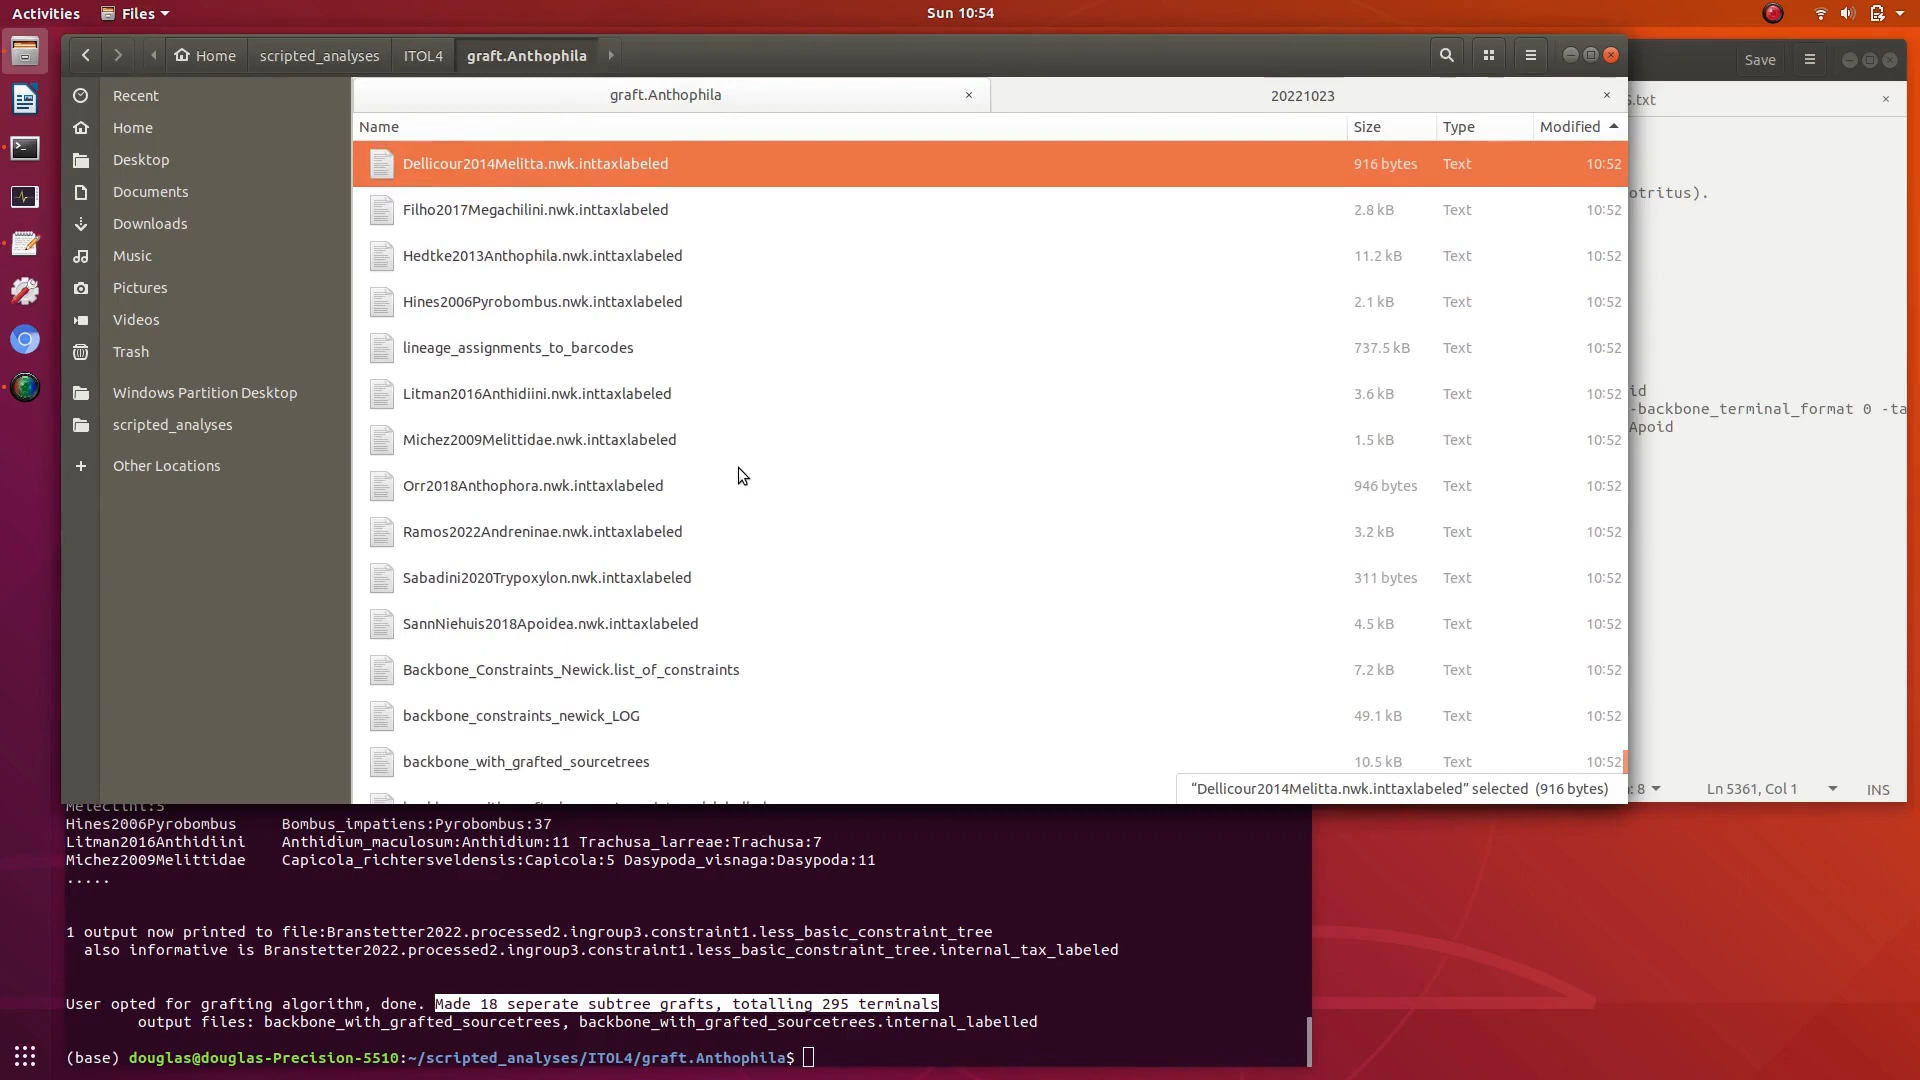 Activities Files Sun 10:54
Home scripted_analyses ITOL4 graft.Anthophila
Save
graft.Anthophila × 20221023 ×
.txt ×
Name Size Type Modified
Recent
Home
Desktop
Documents
Downloads
Music
Pictures
Videos
Trash
Windows Partition Desktop
scripted_analyses
+ Other Locations
Dellicour2014Melitta.nwk.inttaxlabeled 916 bytes Text 10:52
Filho2017Megachilini.nwk.inttaxlabeled 2.8 kB Text 10:52
Hedtke2013Anthophila.nwk.inttaxlabeled 11.2 kB Text 10:52
Hines2006Pyrobombus.nwk.inttaxlabeled 2.1 kB Text 10:52
lineage_assignments_to_barcodes 737.5 kB Text 10:52
Litman2016Anthidiini.nwk.inttaxlabeled 3.6 kB Text 10:52
Michez2009Melittidae.nwk.inttaxlabeled 1.5 kB Text 10:52
Orr2018Anthophora.nwk.inttaxlabeled 946 bytes Text 10:52
Ramos2022Andreninae.nwk.inttaxlabeled 3.2 kB Text 10:52
Sabadini2020Trypoxylon.nwk.inttaxlabeled 311 bytes Text 10:52
SannNiehuis2018Apoidea.nwk.inttaxlabeled 4.5 kB Text 10:52
Backbone_Constraints_Newick.list_of_constraints 7.2 kB Text 10:52
backbone_constraints_newick_LOG 49.1 kB Text 10:52
backbone_with_grafted_sourcetrees 10.5 kB Text 10:52
“Dellicour2014Melitta.nwk.inttaxlabeled” selected (916 bytes)
otritus).
id
-backbone_terminal_format 0 -ta
Apoid
: 8 Ln 5361, Col 1 INS
Melectini:5
Hines2006Pyrobombus Bombus_impatiens:Pyrobombus:37
Litman2016Anthidiini Anthidium_maculosum:Anthidium:11 Trachusa_larreae:Trachusa:7
Michez2009Melittidae Capicola_richtersveldensis:Capicola:5 Dasypoda_visnaga:Dasypoda:11
.....
1 output now printed to file:Branstetter2022.processed2.ingroup3.constraint1.less_basic_constraint_tree
also informative is Branstetter2022.processed2.ingroup3.constraint1.less_basic_constraint_tree.internal_tax_labeled
User opted for grafting algorithm, done. Made 18 seperate subtree grafts, totalling 295 terminals
output files: backbone_with_grafted_sourcetrees, backbone_with_grafted_sourcetrees.internal_labelled
(base) douglas@douglas-Precision-5510:~/scripted_analyses/ITOL4/graft.Anthophila$